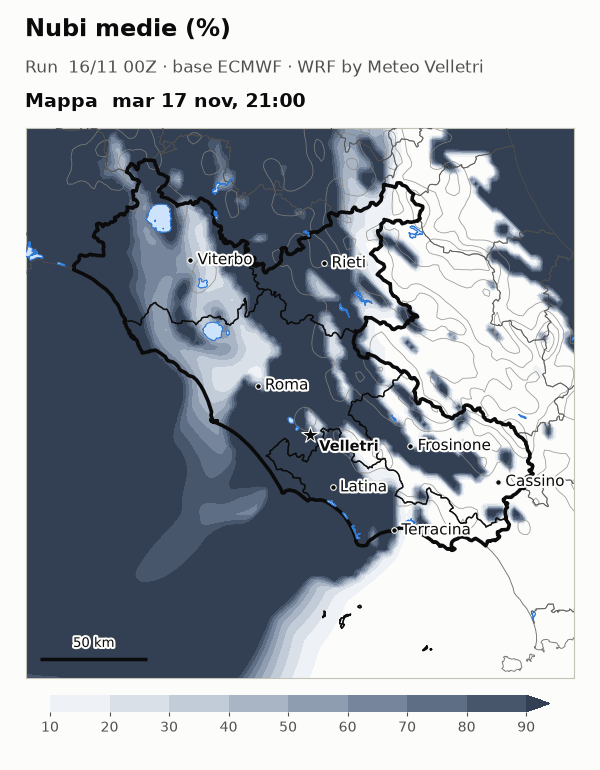 Nubi medie (%)
Run  16/11 00Z · base ECMWF · WRF by Meteo Velletri
Mappa  mar 17 nov, 21:00
Viterbo
Rieti
Roma
Velletri
Frosinone
Latina
Cassino
Terracina
50 km
10 20 30 40 50 60 70 80 90